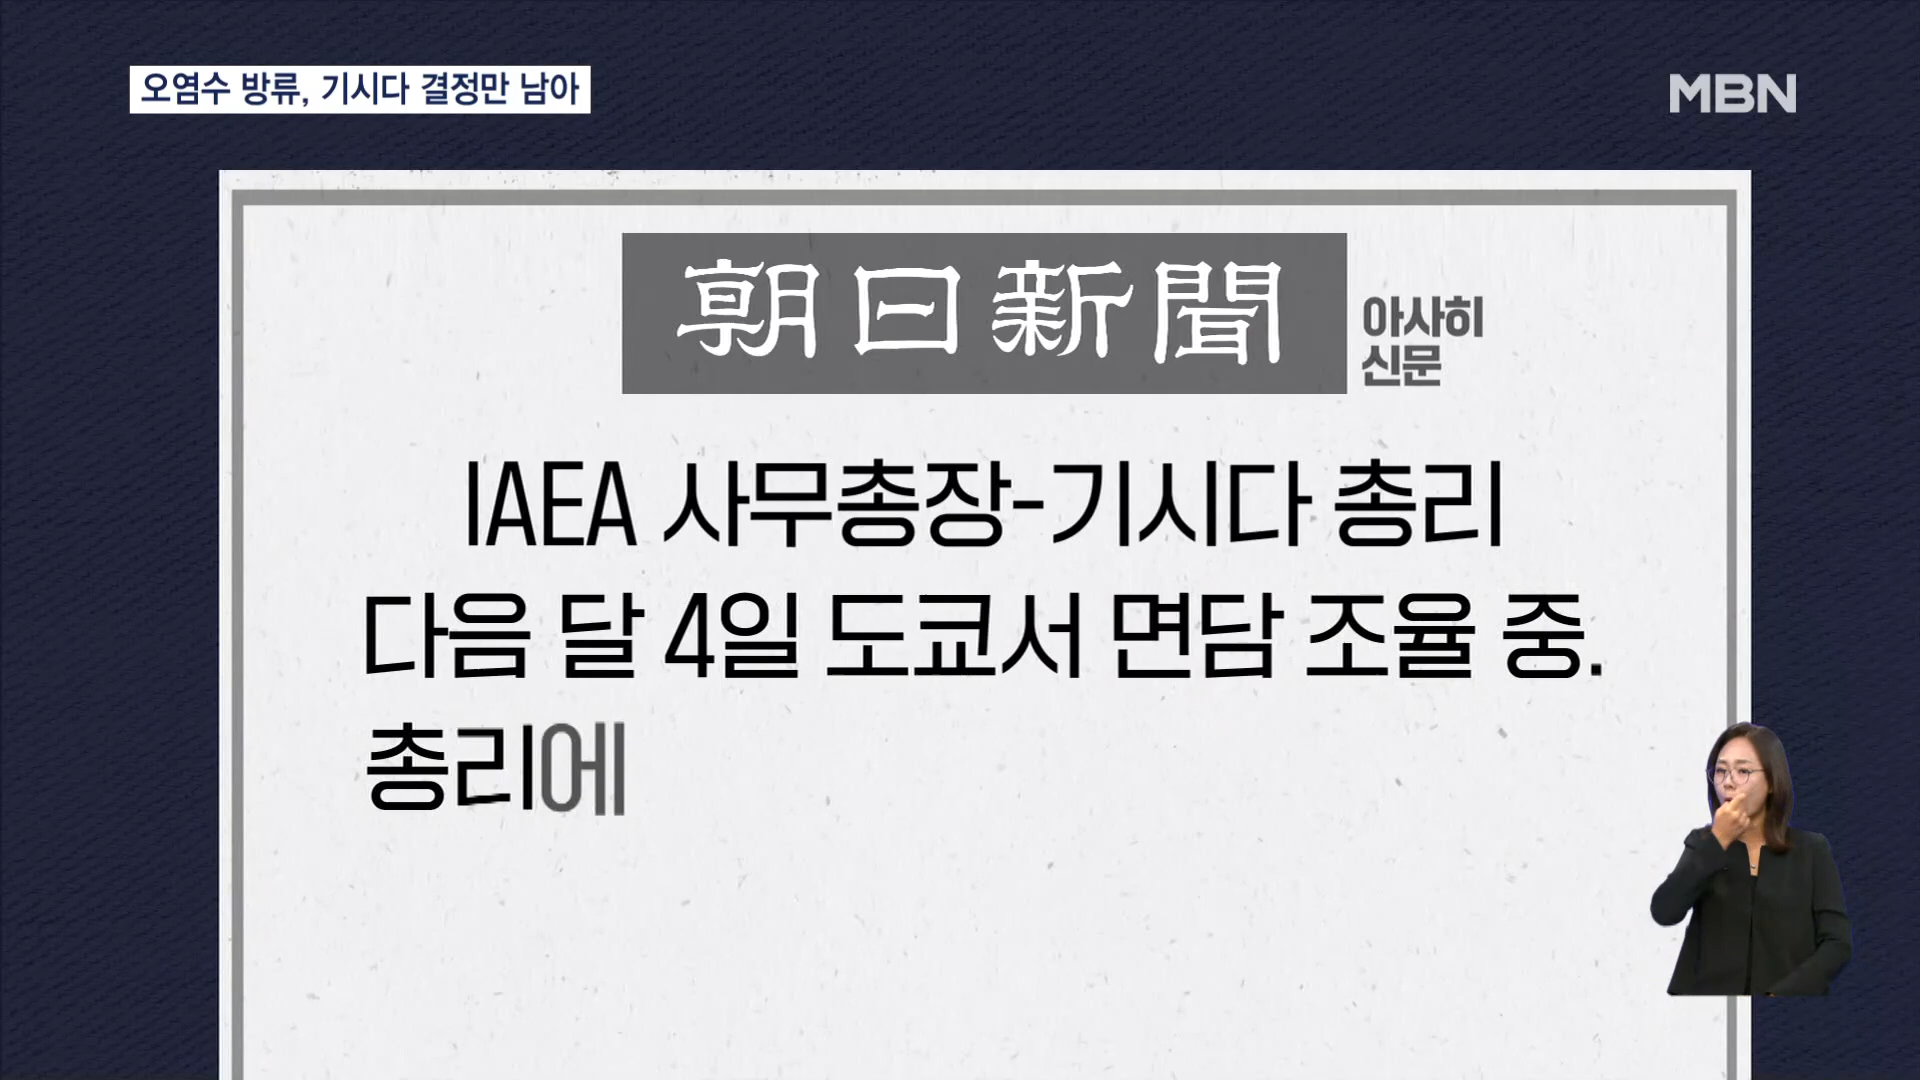 오염수 방류, 기시다 결정만 남아
MBN
朝日新聞
아사히
신문
IAEA 사무총장-기시다 총리
다음 달 4일 도쿄서 면담 조율 중.
총리에